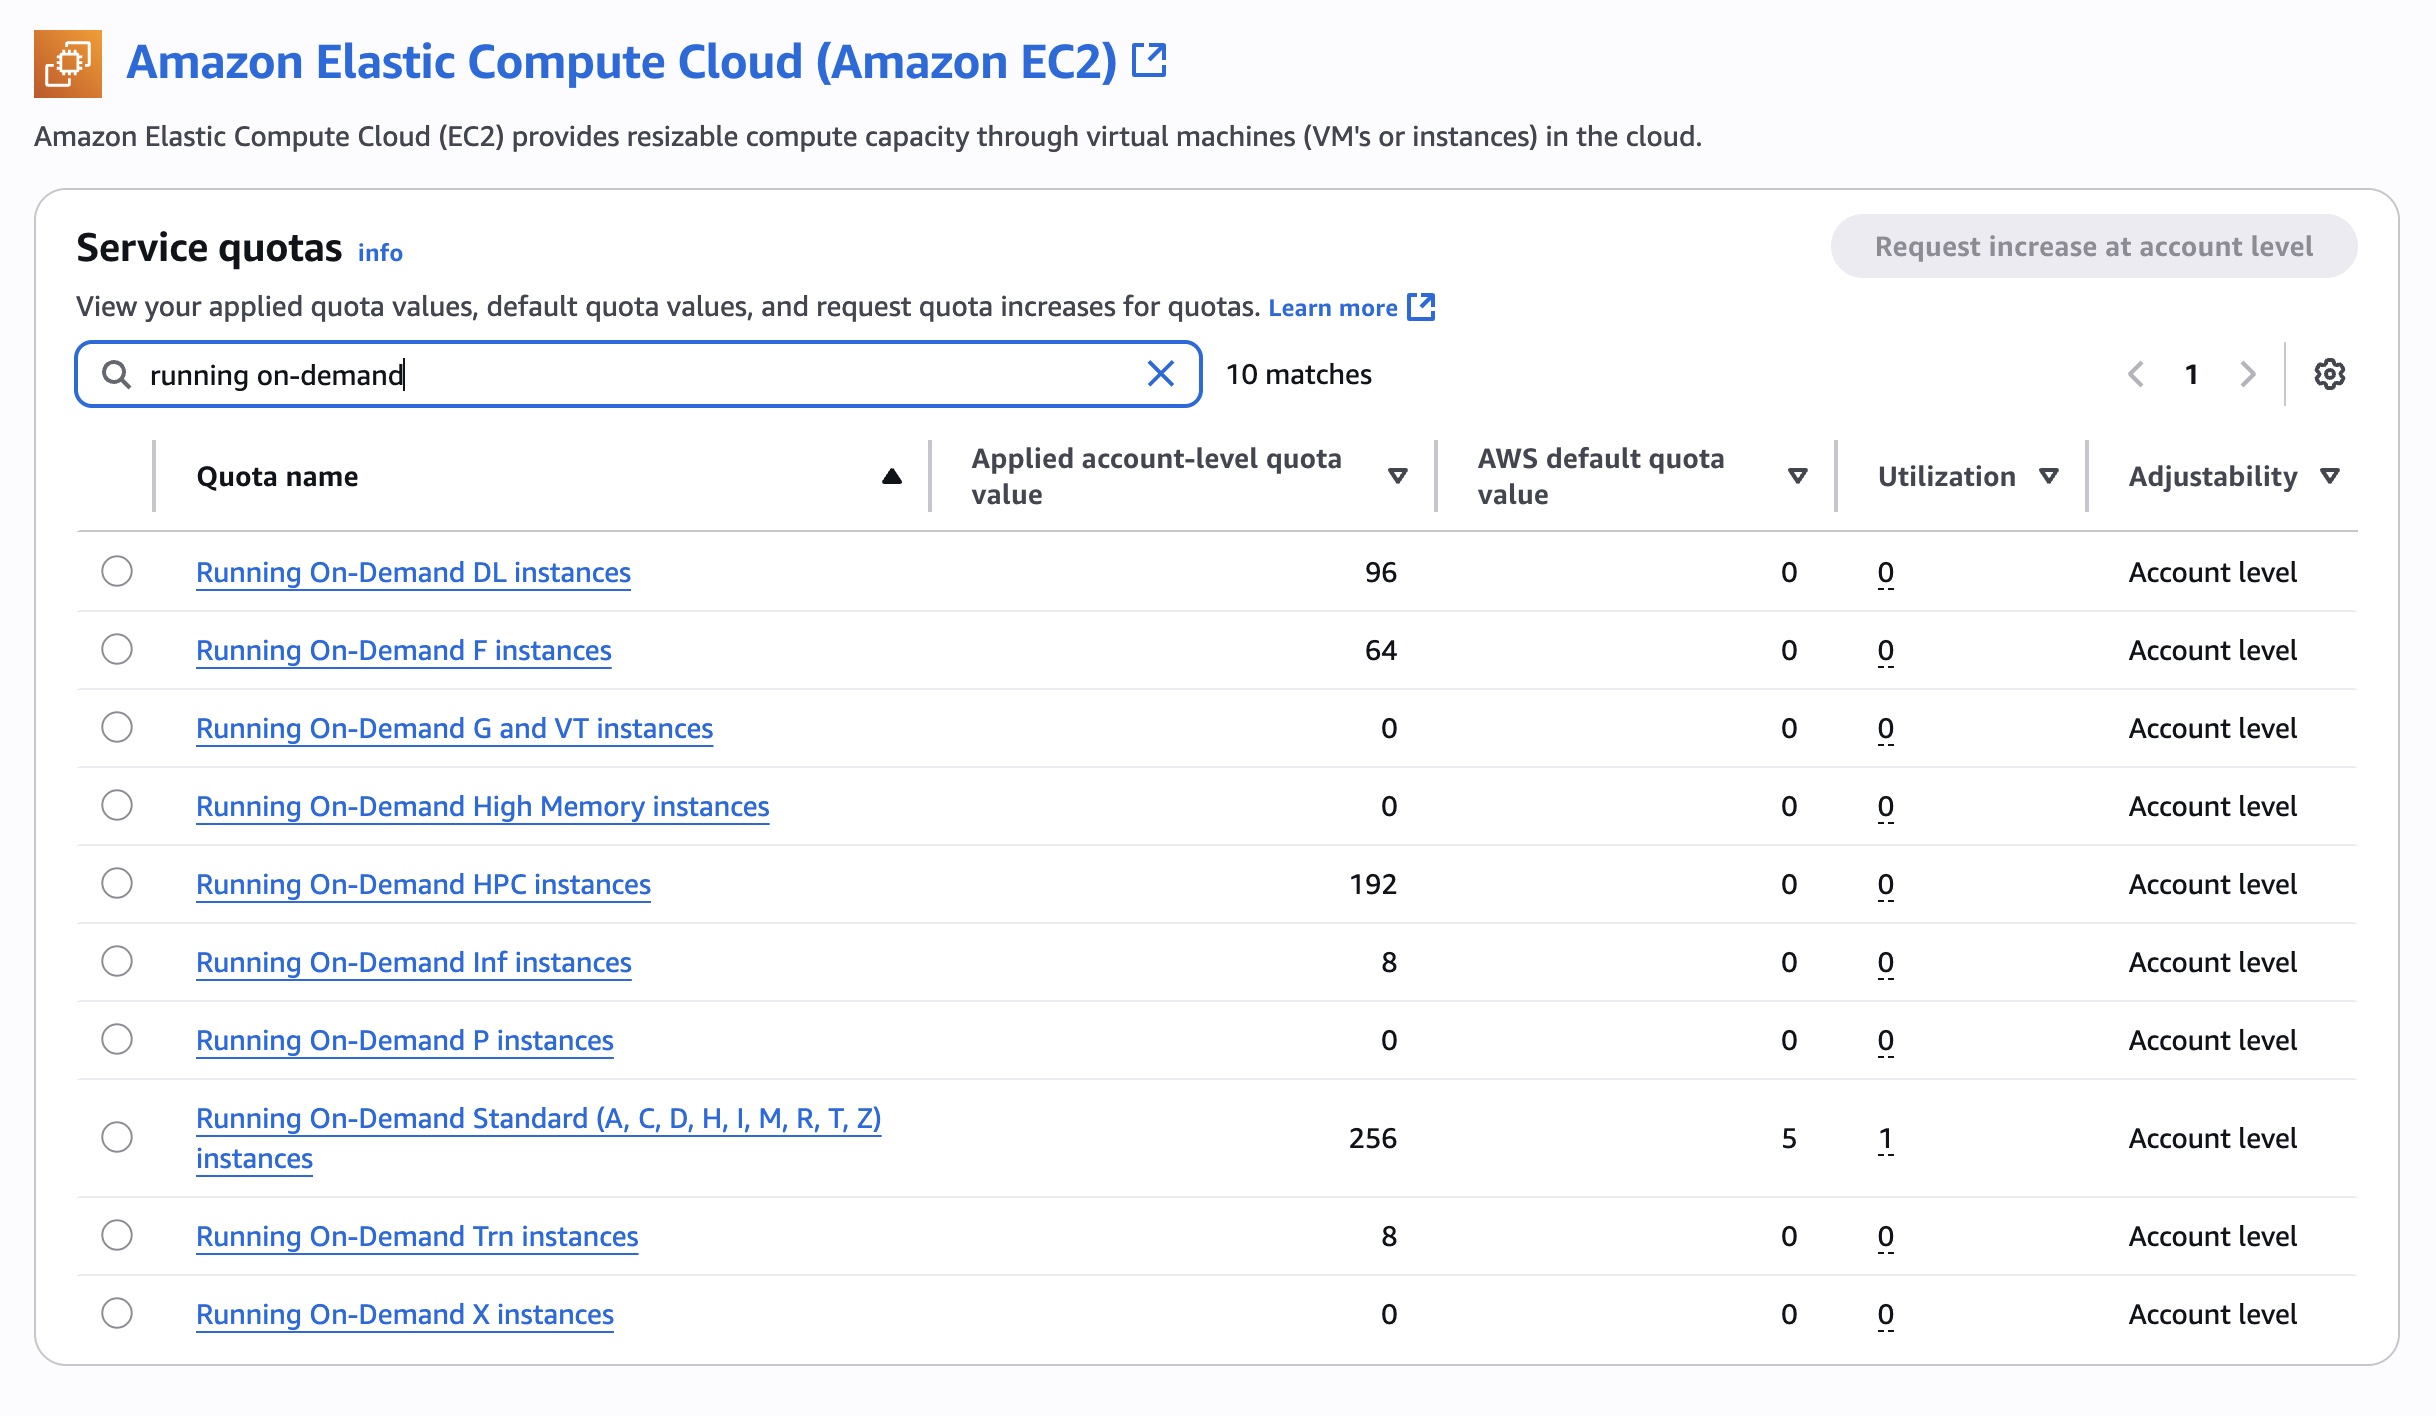 Amazon Elastic Compute Cloud (Amazon EC2)
Amazon Elastic Compute Cloud (EC2) provides resizable compute capacity through virtual machines (VM's or instances) in the cloud.
Service quotas info
Request increase at account level
View your applied quota values, default quota values, and request quota increases for quotas. Learn more
running on-demand
10 matches
1
Quota name
Applied account-level quota
value
AWS default quota
value
Utilization
Adjustability
Running On-Demand DL instances 96 0 0 Account level
Running On-Demand F instances 64 0 0 Account level
Running On-Demand G and VT instances 0 0 0 Account level
Running On-Demand High Memory instances 0 0 0 Account level
Running On-Demand HPC instances 192 0 0 Account level
Running On-Demand Inf instances 8 0 0 Account level
Running On-Demand P instances 0 0 0 Account level
Running On-Demand Standard (A, C, D, H, I, M, R, T, Z)
instances 256 5 1 Account level
Running On-Demand Trn instances 8 0 0 Account level
Running On-Demand X instances 0 0 0 Account level